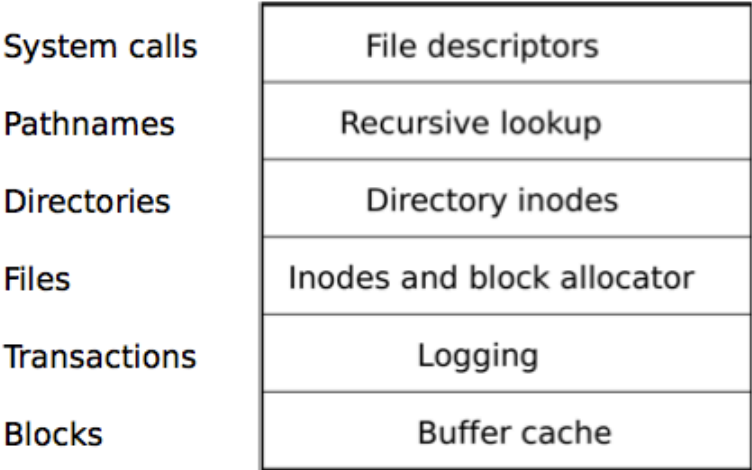 System calls File descriptors
Pathnames Recursive lookup
Directories Directory inodes
Files Inodes and block allocator
Transactions Logging
Blocks Buffer cache